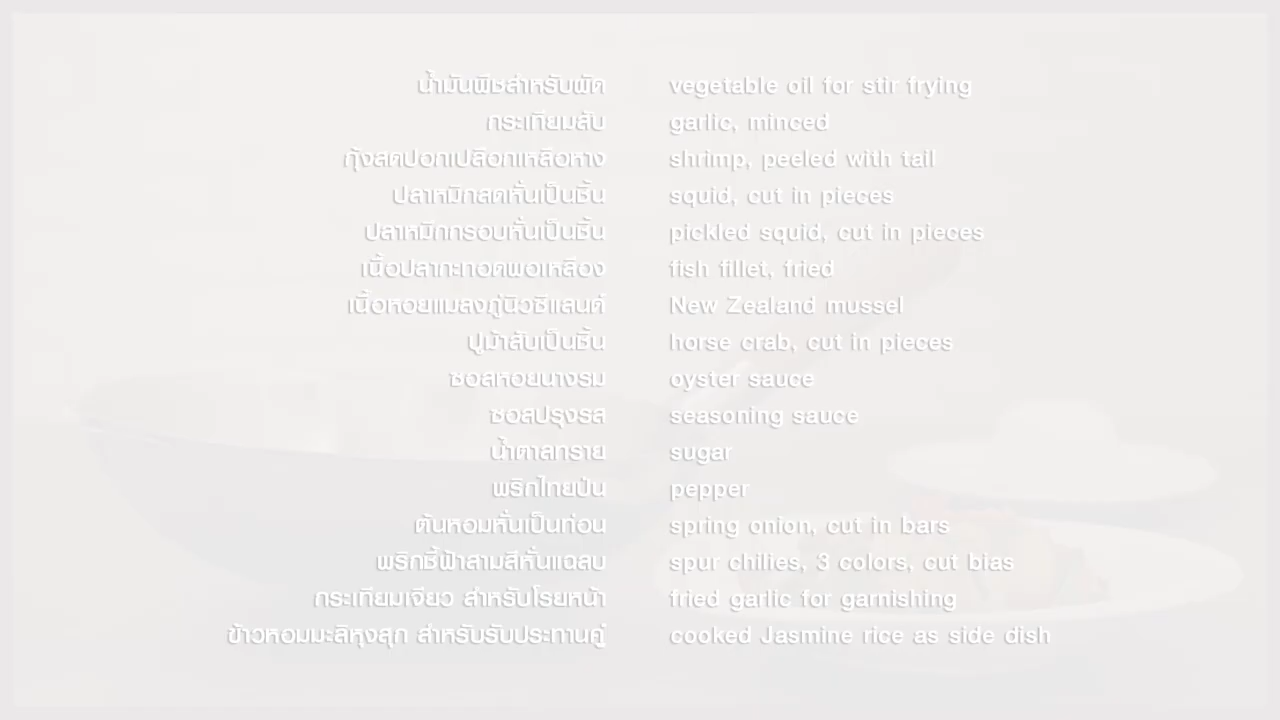 น้ำมันพืชสำหรับผัด vegetable oil for stir frying
กระเทียมสับ garlic, minced
กุ้งสดปอกเปลือกเหลือหาง shrimp, peeled with tail
ปลาหมึกสดหั่นเป็นชิ้น squid, cut in pieces
ปลาหมึกกรอบหั่นเป็นชิ้น pickled squid, cut in pieces
เนื้อปลากะทอดพอเหลือง fish fillet, fried
เนื้อหอยแมลงภู่นิวซีแลนด์ New Zealand mussel
ปูม้าสับเป็นชิ้น horse crab, cut in pieces
ซอสหอยนางรม oyster sauce
ซอสปรุงรส seasoning sauce
น้ำตาลทราย sugar
พริกไทยป่น pepper
ต้นหอมหั่นเป็นท่อน spring onion, cut in bars
พริกชี้ฟ้าสามสีหั่นแฉลบ spur chilies, 3 colors, cut bias
กระเทียมเจียว สำหรับโรยหน้า fried garlic for garnishing
ข้าวหอมมะลิหุงสุก สำหรับรับประทานคู่ cooked Jasmine rice as side dish